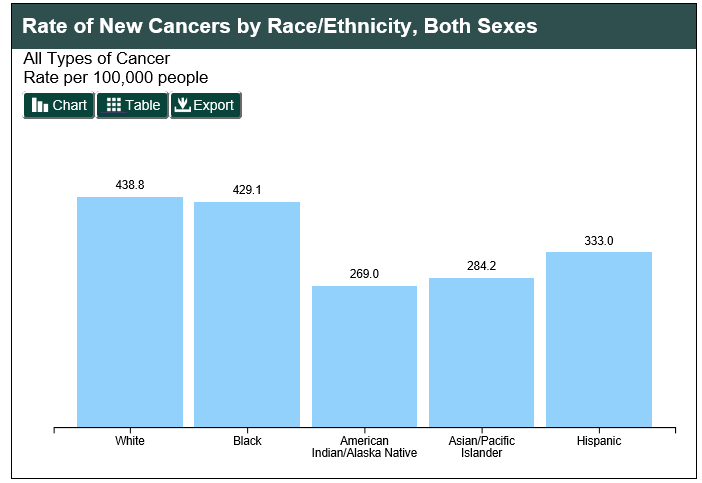 Rate of New Cancers by Race/Ethnicity, Both Sexes
All Types of Cancer
Rate per 100,000 people
Chart Table Export
438.8
429.1
269.0
284.2
333.0
White
Black
American
Indian/Alaska Native
Asian/Pacific
Islander
Hispanic